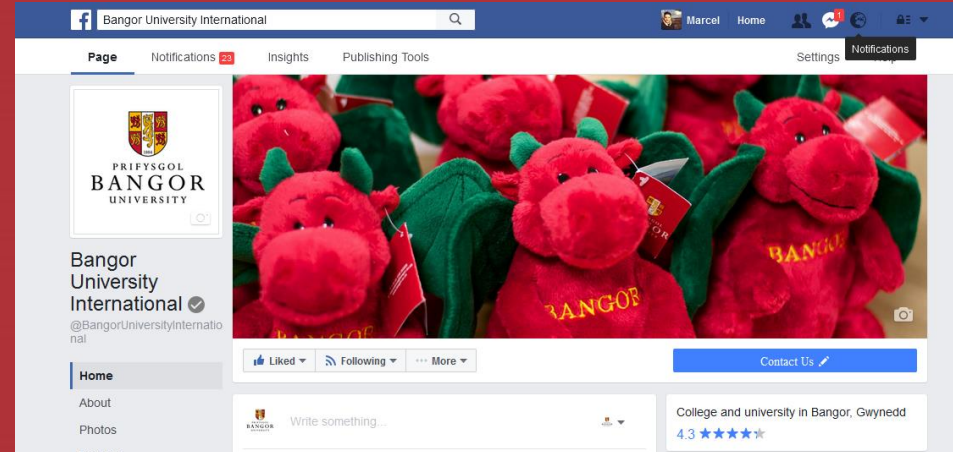 Bangor University International
Marcel Home 1
Notifications
Page Notifications 23 Insights Publishing Tools Settings
PRIFYSGOL
BANGOR
UNIVERSITY
BANGOR
BANGOR
Bangor
University
International
@BangorUniversityInternatio
nal
Liked Following More Contact Us
Home
About
Photos
Write something...
College and university in Bangor, Gwynedd
4.3